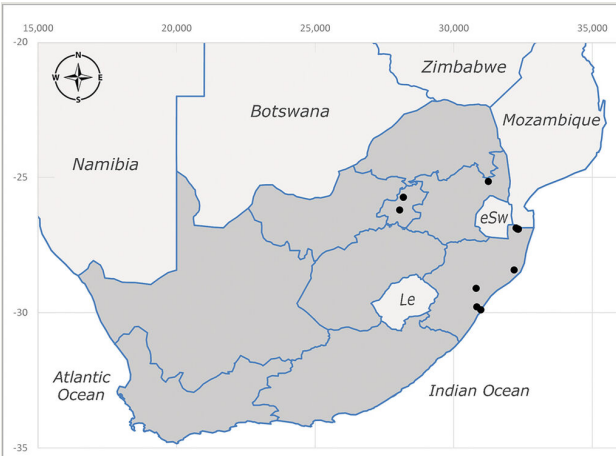 15,000 20,000 25,000 30,000 35,000
-20
N
W E
S
Zimbabwe
Botswana
Mozambique
Namibia
-25
eSw
Le
-30
Atlantic
Ocean
Indian Ocean
-35